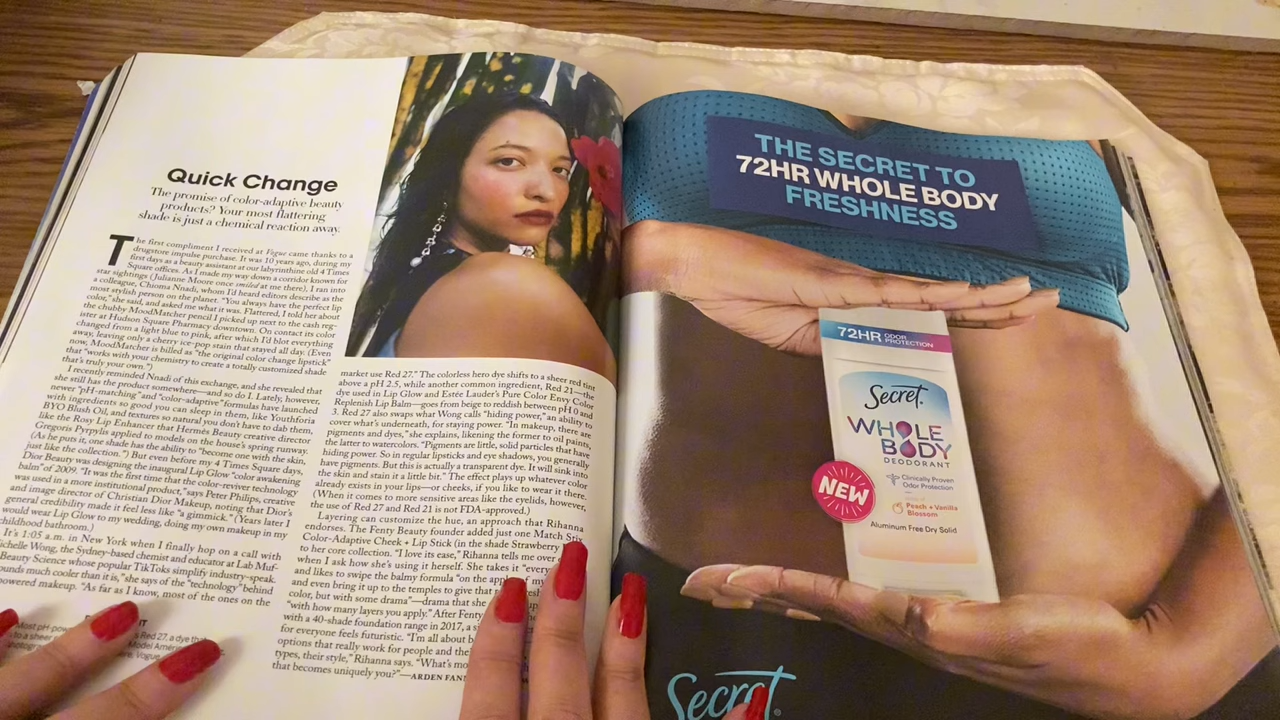 Quick Change
The promise of color-adaptive beauty
products? Your most flattering
shade is just a chemical reaction away.
The first compliment I received at Vogue came thanks to a
drugstore impulse purchase. It was 10 years ago, during my
first days as a beauty assistant at our labyrinthine old 4 Times
Square offices. As I made my way down a corridor known for
star sightings (Julianne Moore once smiled at me there), I ran into
a colleague, Chioma Nnadi, whom I'd heard editors describe as the
most stylish person on the planet. "You always have the perfect lip
color," she said, and asked me what it was. Flattered, I told her about
the chubby MoodMatcher pencil I picked up next to the cash reg-
ister at Hudson Square Pharmacy downtown. On contact its color
changed from a light blue to pink, after which I'd blot everything
away, leaving only a cherry ice-pop stain that stayed all day. (Even
now, MoodMatcher is billed as "the original color change lipstick"
that "works with your chemistry to create a totally customized shade
that's truly your own.")
I recently reminded Nnadi of this exchange, and she revealed that
she still has the product somewhere—and so do I. Lately, however,
newer "pH-matching" and "color-adaptive" formulas have launched
with ingredients so good you can sleep in them, like Youthforia
BYO Blush Oil, and textures so natural you don't have to dab them,
like the Rosy Lip Enhancer that Hermès Beauty creative director
Gregoris Pyrpylis applied to models on the house's spring runway.
(As he puts it, one shade has the ability to "become one with the skin,
just like the collection.") But even before my 4 Times Square days,
Dior Beauty was designing the inaugural Lip Glow "color awakening
balm" of 2009. "It was the first time that the color-reviver technology
was used in a more institutional product," says Peter Philips, creative
and image director of Christian Dior Makeup, noting that Dior's
general credibility made it feel less like "a gimmick." (Years later I
would wear Lip Glow to my wedding, doing my own makeup in my
childhood bathroom.)
It's 1:05 a.m. in New York when I finally hop on a call with
ichelle Wong, the Sydney-based chemist and educator at Lab Muf-
Beauty Science whose popular TikToks simplify industry-speak.
unds much cooler than it is," she says of the "technology" behind
powered makeup. "As far as I know, most of the ones on the
market use Red 27." The colorless hero dye shifts to a sheer red tint
above a pH 2.5, while another common ingredient, Red 21—the
dye used in Lip Glow and Estée Lauder's Pure Color Envy Color
Replenish Lip Balm—goes from beige to reddish between pH 0 and
3. Red 27 also swaps what Wong calls "hiding power," an ability to
cover what's underneath, for staying power. "In makeup, there are
pigments and dyes," she explains, likening the former to oil paints,
the latter to watercolors. "Pigments are little, solid particles that have
hiding power. So in regular lipsticks and eye shadows, you generally
have pigments. But this is actually a transparent dye. It will sink into
the skin and stain it a little bit." The effect plays up whatever color
already exists in your lips—or cheeks, if you like to wear it there.
(When it comes to more sensitive areas like the eyelids, however,
the use of Red 27 and Red 21 is not FDA-approved.)
Layering can customize the hue, an approach that Rihanna
endorses. The Fenty Beauty founder added just one Match Stix
Color-Adaptive Cheek + Lip Stick (in the shade Strawberry
to her core collection. "I love its ease," Rihanna tells me over
when I ask how she's using it herself. She takes it "every
and likes to swipe the balmy formula "on the apples of my
and even bring it up to the temples to give that
color, but with some drama"—drama that she
"with how many layers you apply." After Fenty
with a 40-shade foundation range in 2017, a
for everyone feels futuristic. "I'm all about b
options that really work for people and the
types, their style," Rihanna says. "What's mo
that becomes uniquely you?"—ARDEN FAN
Most pH-pow
to a sheer
s Red 27, a dye tha
Model Amér
Vogue
THE SECRET TO
72HR WHOLE BODY
FRESHNESS
72HR ODOR PROTECTION
Secret.
WHOLE
BODY
DEODORANT
Clinically Proven
Odor Protection
Peach + Vanilla
Blossom
NEW
Aluminum Free Dry Solid
Secret.